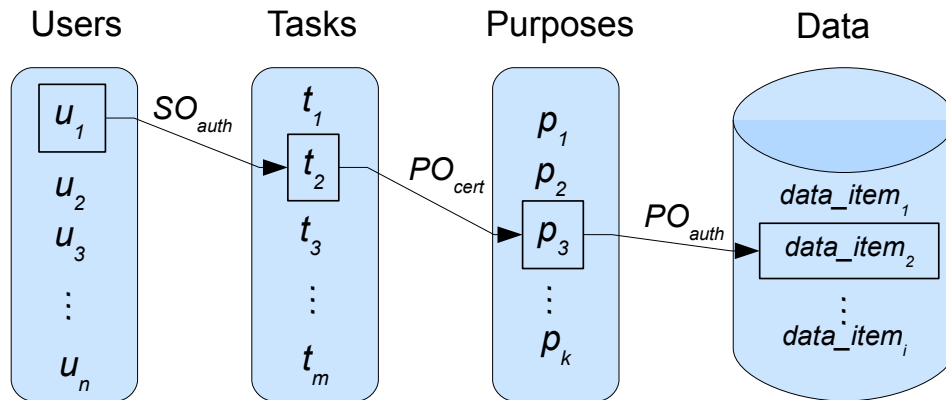 Users
Tasks
Purposes
Data
u1
u2
u3
⋮
un
SOauth
t1
t2
t3
⋮
tm
POcert
p1
p2
p3
⋮
pk
POauth
data_item1
data_item2
⋮
data_itemi